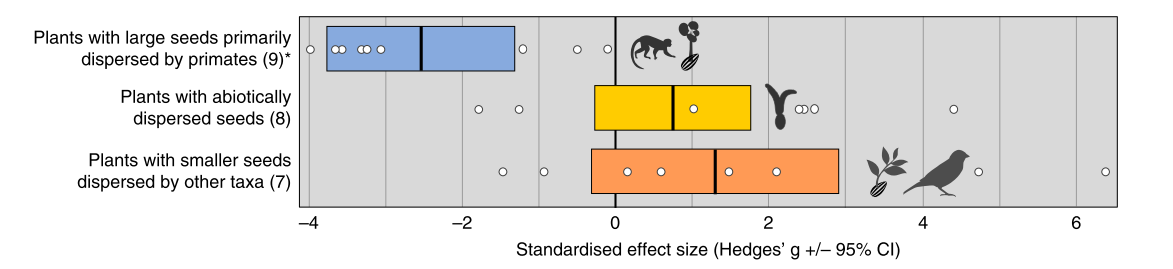 Plants with large seeds primarily
dispersed by primates (9)*
Plants with abiotically
dispersed seeds (8)
Plants with smaller seeds
dispersed by other taxa (7)
–4 –2 0 2 4 6
Standardised effect size (Hedges’ g +/– 95% CI)